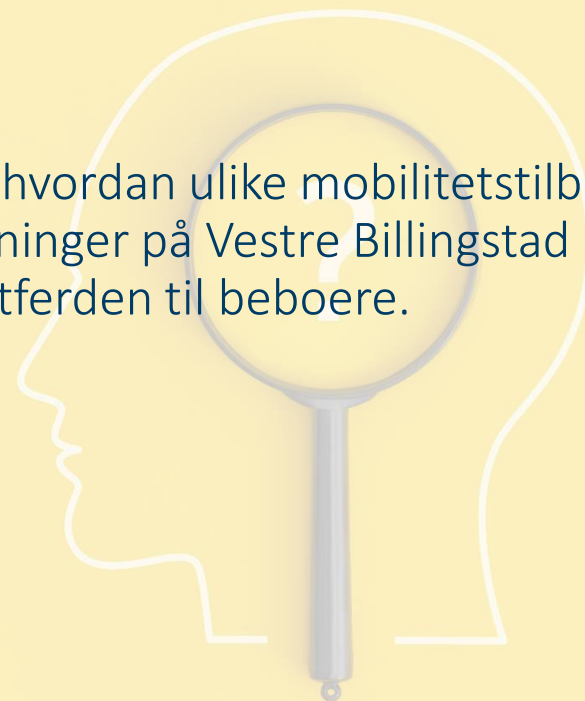 hvordan ulike mobilitetstilb
ninger på Vestre Billingstad
tferden til beboere.
?